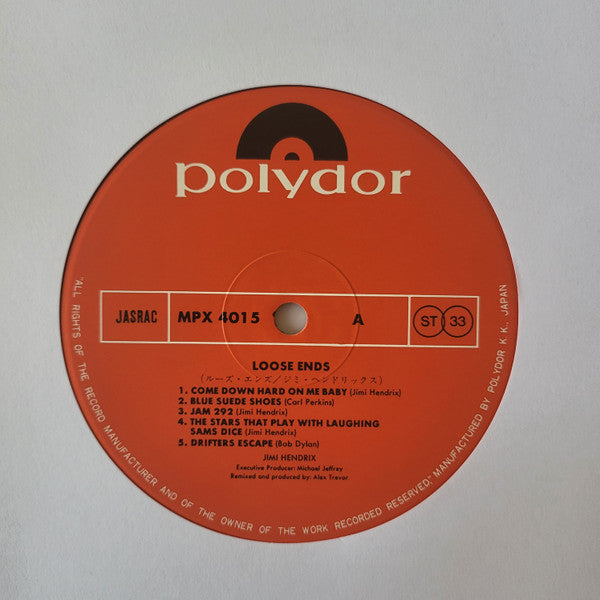 polydor
JASRAC MPX 4015 A ST 33
LOOSE ENDS
(ルーズ・エンズ/ジミ・ヘンドリックス)
1. COME DOWN HARD ON ME BABY (Jimi Hendrix)
2. BLUE SUEDE SHOES (Carl Perkins)
3. JAM 292 (Jimi Hendrix)
4. THE STARS THAT PLAY WITH LAUGHING
SAMS DICE (Jimi Hendrix)
5. DRIFTERS ESCAPE (Bob Dylan)
JIMI HENDRIX
Executive Producer: Michael Jeffrey
Remixed and produced by: Alex Trevor
"ALL RIGHTS OF THE RECORD MANUFACTURER AND OF THE OWNER OF THE WORK RECORDED RESERVED," MANUFACTURED BY POLYDOR K.K., JAPAN